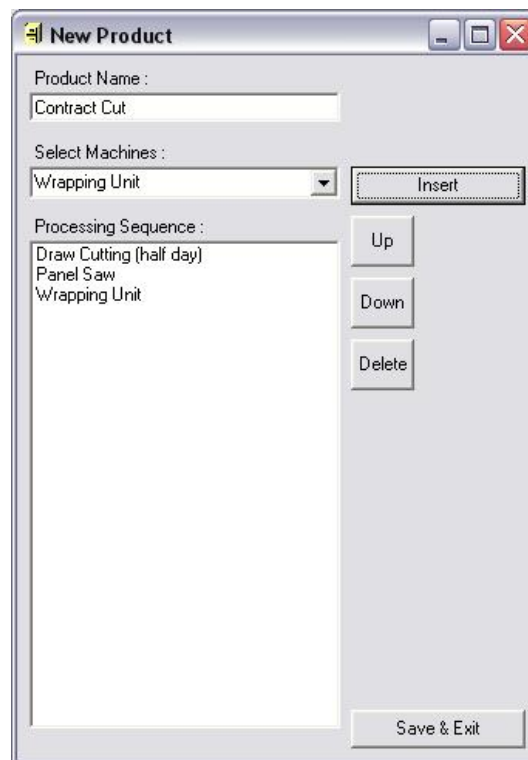 New Product
Product Name :
Contract Cut
Select Machines :
Wrapping Unit
Insert
Processing Sequence :
Draw Cutting (half day)
Panel Saw
Wrapping Unit
Up
Down
Delete
Save & Exit